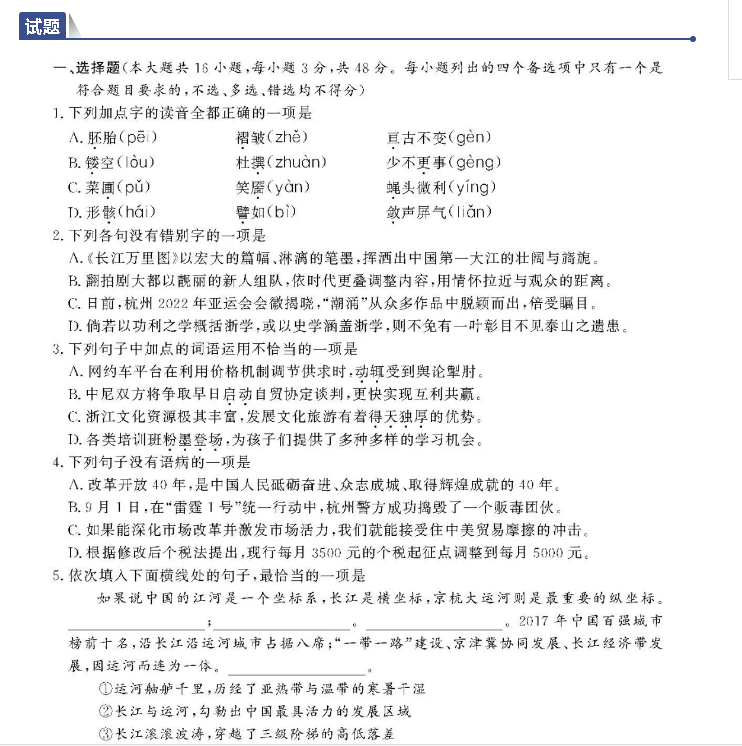 试题
一、选择题(本大题共 16 小题,每小题 3 分,共 48 分。每小题列出的四个备选项中只有一个是
符合题目要求的,不选、多选、错选均不得分)
1. 下列加点字的读音全都正确的一项是
A. 胚胎(pēi) 褶皱(zhě) 亘古不变(gèn)
B. 镂空(lòu) 杜撰(zhuàn) 少不更事(gèng)
C. 菜圃(pǔ) 笑靥(yàn) 蝇头微利(yíng)
D. 形骸(hái) 譬如(bì) 敛声屏气(liǎn)
2. 下列各句没有错别字的一项是
A.《长江万里图》以宏大的篇幅、淋漓的笔墨,挥洒出中国第一大江的壮阔与旖旎。
B. 翻拍剧大都以靓丽的新人组队,依时代更叠调整内容,用情怀拉近与观众的距离。
C. 日前,杭州 2022 年亚运会会徽揭晓,“潮涌”从众多作品中脱颖而出,倍受瞩目。
D. 倘若以功利之学概括浙学,或以史学涵盖浙学,则不免有一叶彰目不见泰山之遗患。
3. 下列句子中加点的词语运用不恰当的一项是
A. 网约车平台在利用价格机制调节供求时,动辄受到舆论掣肘。
B. 中尼双方将争取早日启动自贸协定谈判,更快实现互利共赢。
C. 浙江文化资源极其丰富,发展文化旅游有着得天独厚的优势。
D. 各类培训班粉墨登场,为孩子们提供了多种多样的学习机会。
4. 下列句子没有语病的一项是
A. 改革开放 40 年,是中国人民砥砺奋进、众志成城、取得辉煌成就的 40 年。
B. 9 月 1 日,在“雷霆 1 号”统一行动中,杭州警方成功捣毁了一个贩毒团伙。
C. 如果能深化市场改革并激发市场活力,我们就能接受住中美贸易摩擦的冲击。
D. 根据修改后个税法提出,现行每月 3500 元的个税起征点调整到每月 5000 元。
5. 依次填入下面横线处的句子,最恰当的一项是
如果说中国的江河是一个坐标系,长江是横坐标,京杭大运河则是最重要的纵坐标。
____________;____________。____________。2017 年中国百强城市
榜前十名,沿长江沿运河城市占据八席;“一带一路”建设、京津冀协同发展、长江经济带发
展,因运河而连为一体。____________。
①运河舳舻千里,历经了亚热带与温带的寒暑干湿
②长江与运河,勾勒出中国最具活力的发展区域
③长江滚滚波涛,穿越了三级阶梯的高低落差